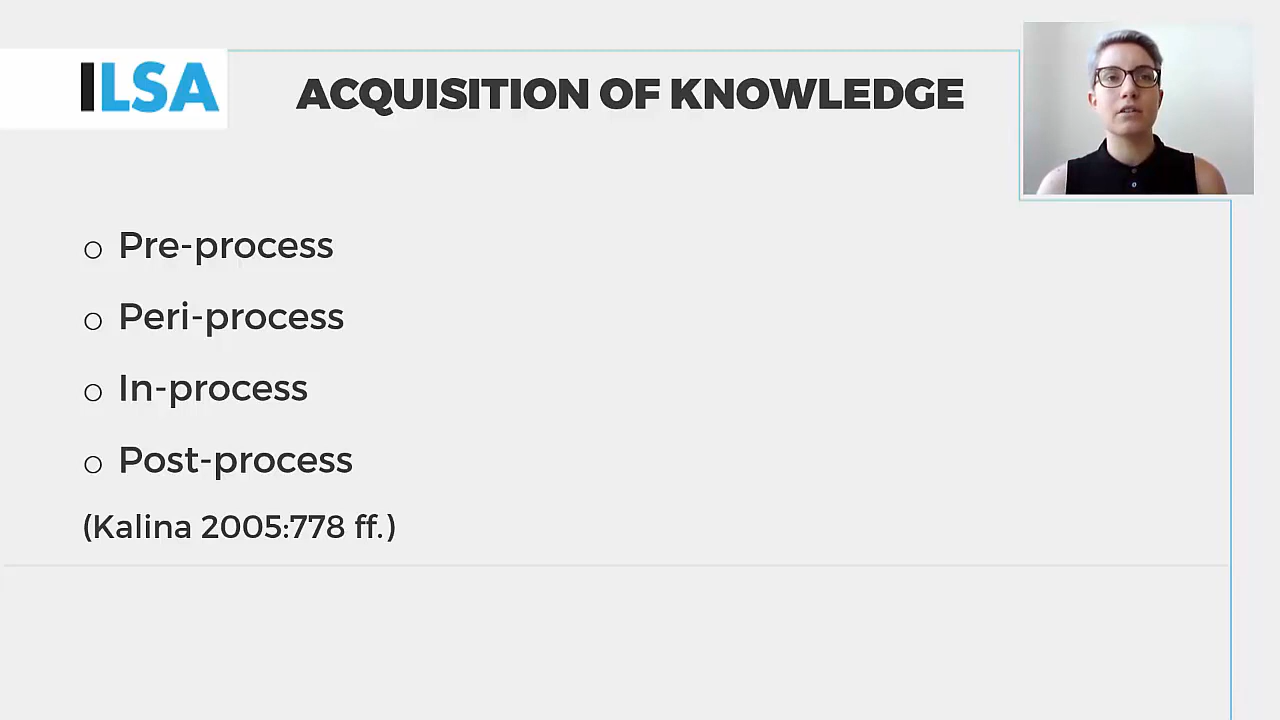 ILSA
ACQUISITION OF KNOWLEDGE
o Pre-process
o Peri-process
o In-process
o Post-process
(Kalina 2005:778 ff.)